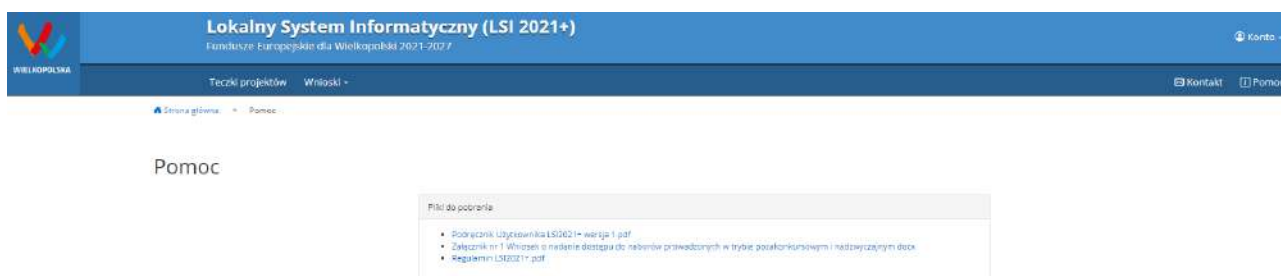 Lokalny System Informatyczny (LSI 2021+)
Fundusze Europejskie dla Wielkopolski 2021-2027
Konto
WIELKOPOLSKA
Teczki projektów Wnioski
Kontakt Pomoc
Strona główna Pomoc
Pomoc
Pliki do pobrania
Podręcznik Użytkownika LSI2021+ wersja 1.pdf
Załącznik nr 1 Wniosek o nadanie dostępu do naborów prowadzonych w trybie pozakonkursowym i nadzwyczajnym.docx
Regulamin LSI2021+.pdf